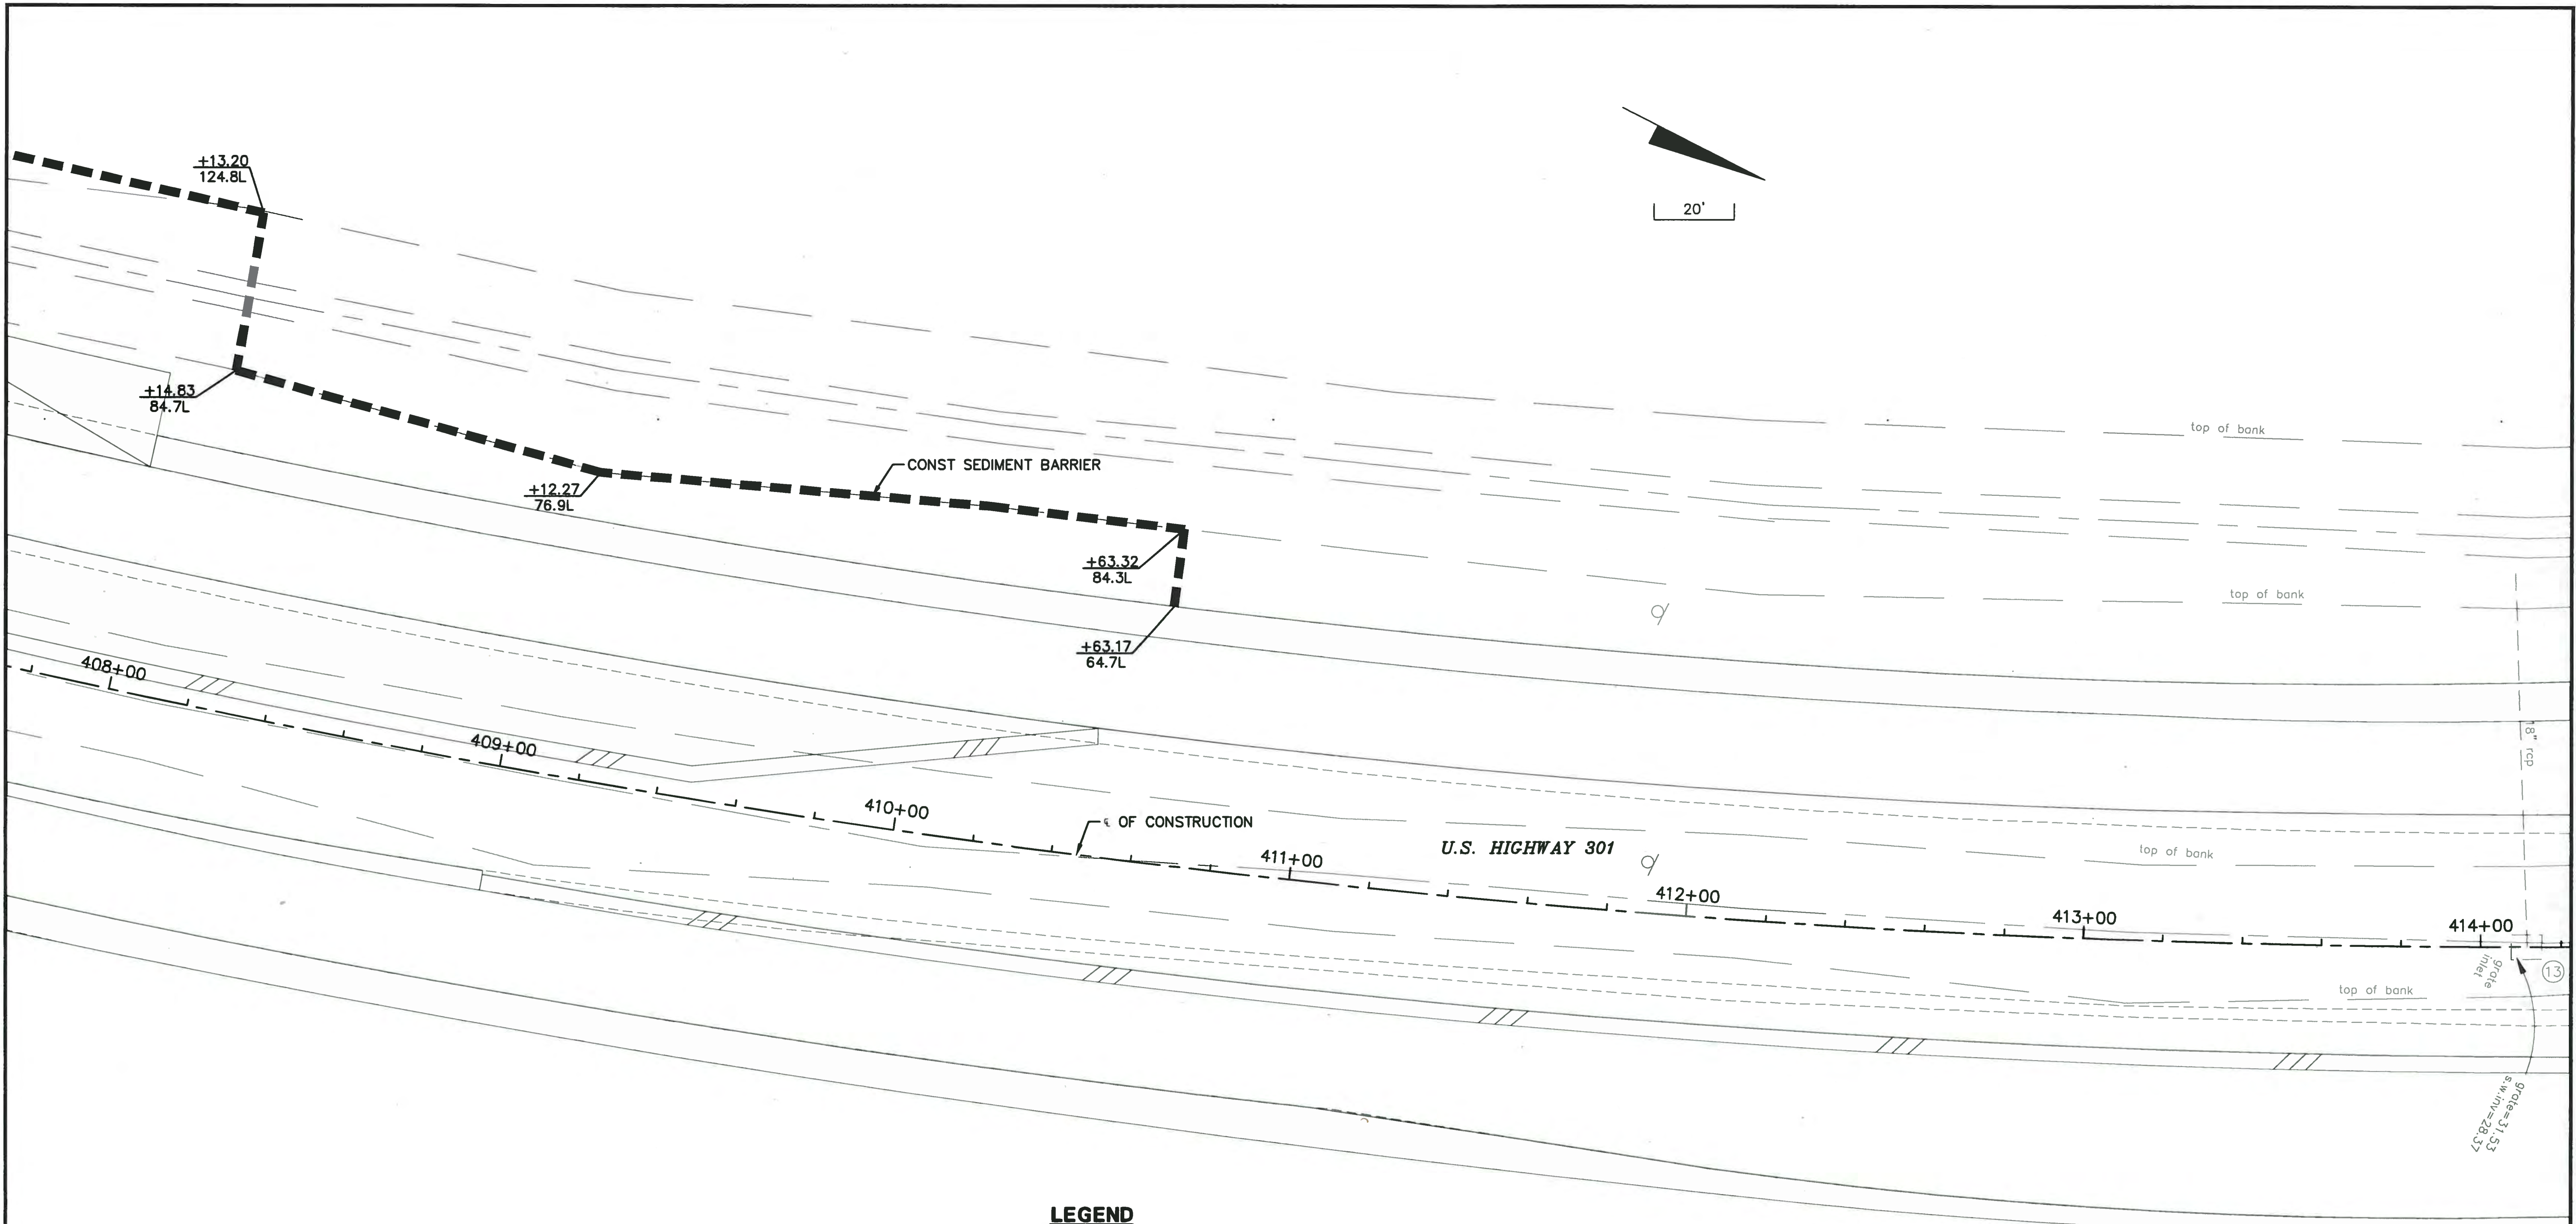 +13.20
124.8L
20'
+14.83
84.7L
top of bank
CONST SEDIMENT BARRIER
+12.27
76.9L
+63.32
84.3L
top of bank
+63.17
64.7L
408+00
409+00
18" rcp
410+00
℄ OF CONSTRUCTION
411+00
U.S. HIGHWAY 301
top of bank
412+00
413+00
414+00
grate
inlet
13
top of bank
grate=31.53
s.w.inv=28.37
LEGEND